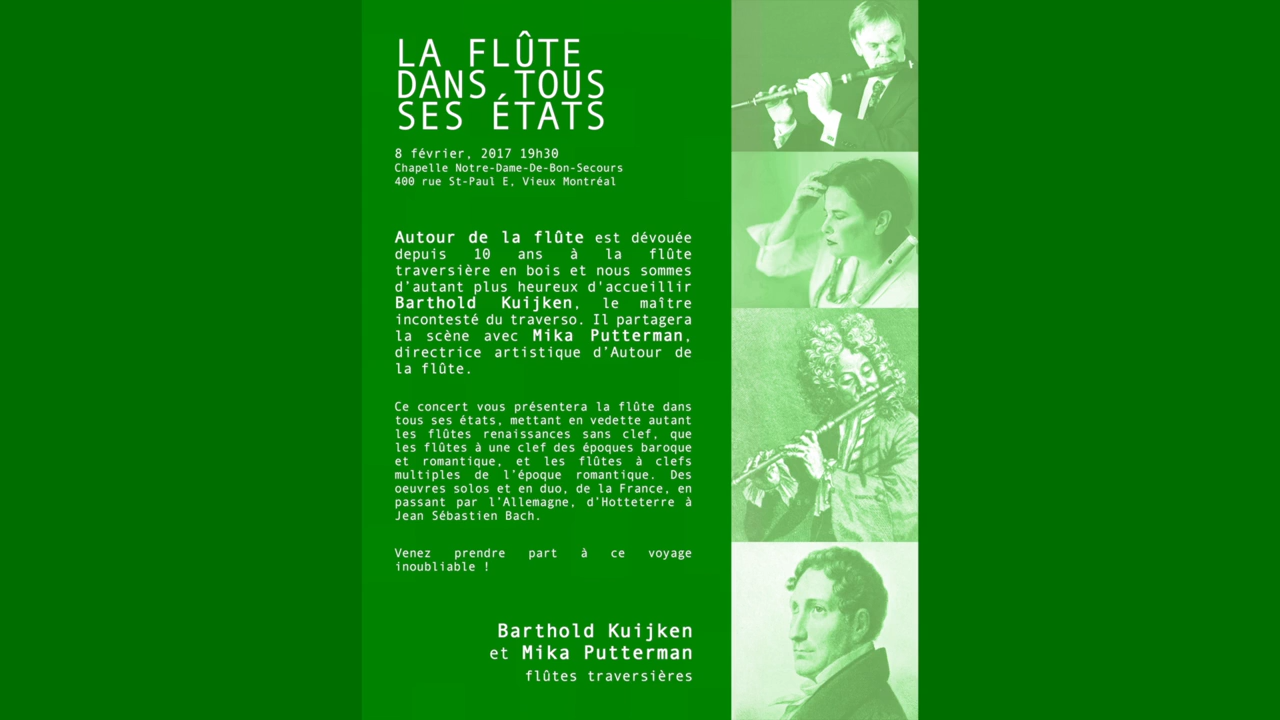 LA FLÛTE
DANS TOUS
SES ÉTATS
8 février, 2017 19h30
Chapelle Notre-Dame-De-Bon-Secours
400 rue St-Paul E, Vieux Montréal
Autour de la flûte est dévouée
depuis 10 ans à la flûte
traversière en bois et nous sommes
d’autant plus heureux d'accueillir
Barthold Kuijken, le maître
incontesté du traverso. Il partagera
la scène avec Mika Putterman,
directrice artistique d’Autour de
la flûte.
Ce concert vous présentera la flûte dans
tous ses états, mettant en vedette autant
les flûtes renaissances sans clef, que
les flûtes à une clef des époques baroque
et romantique, et les flûtes à clefs
multiples de l’époque romantique. Des
oeuvres solos et en duo, de la France, en
passant par l’Allemagne, d’Hotteterre à
Jean Sébastien Bach.
Venez prendre part à ce voyage
inoubliable !
Barthold Kuijken
et Mika Putterman
flûtes traversières